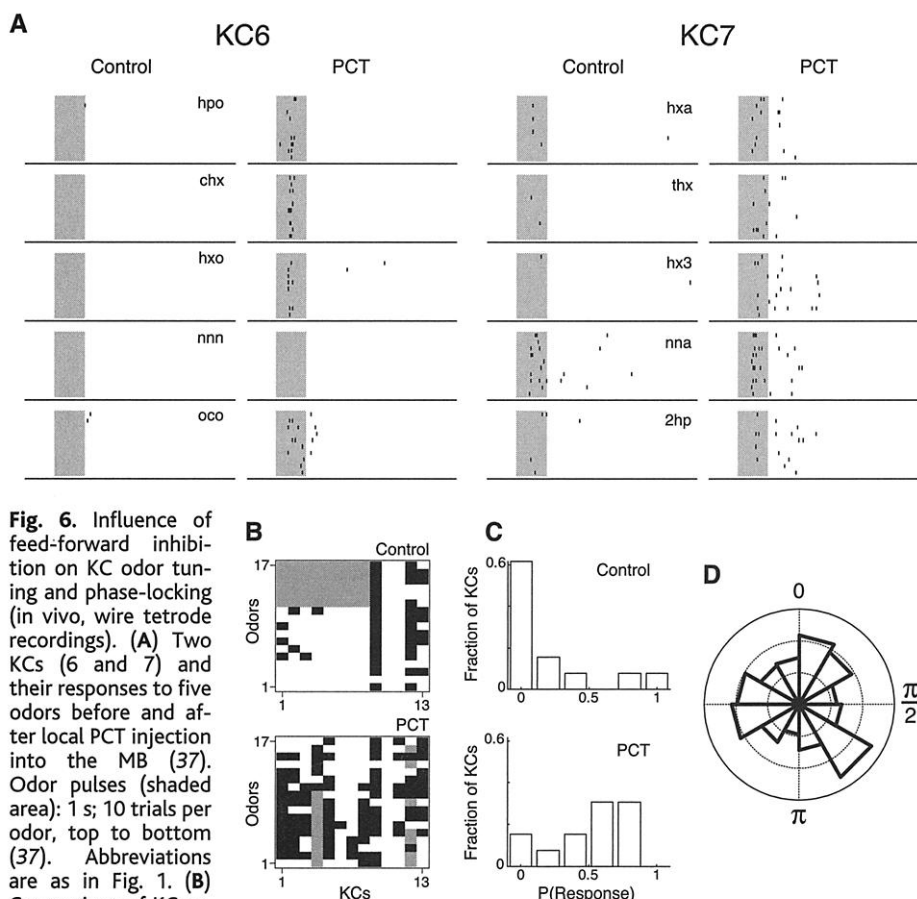 A
KC6
KC7
Control
PCT
Control
PCT
hpo
hxa
chx
thx
hxo
hx3
nnn
nna
oco
2hp
Fig. 6. Influence of
feed-forward inhibi-
tion on KC odor tun-
ing and phase-locking
(in vivo, wire tetrode
recordings). (A) Two
KCs (6 and 7) and
their responses to five
odors before and af-
ter local PCT injection
into the MB (37).
Odor pulses (shaded
area): 1 s; 10 trials per
odor, top to bottom
(37). Abbreviations
are as in Fig. 1. (B)
B
Control
17
Odors
1
1
13
PCT
17
Odors
1
1
13
KCs
C
0.6
Control
Fraction of KCs
0
0.5
1
0.6
PCT
Fraction of KCs
0
0
0.5
1
P(Response)
D
0
π/2
π